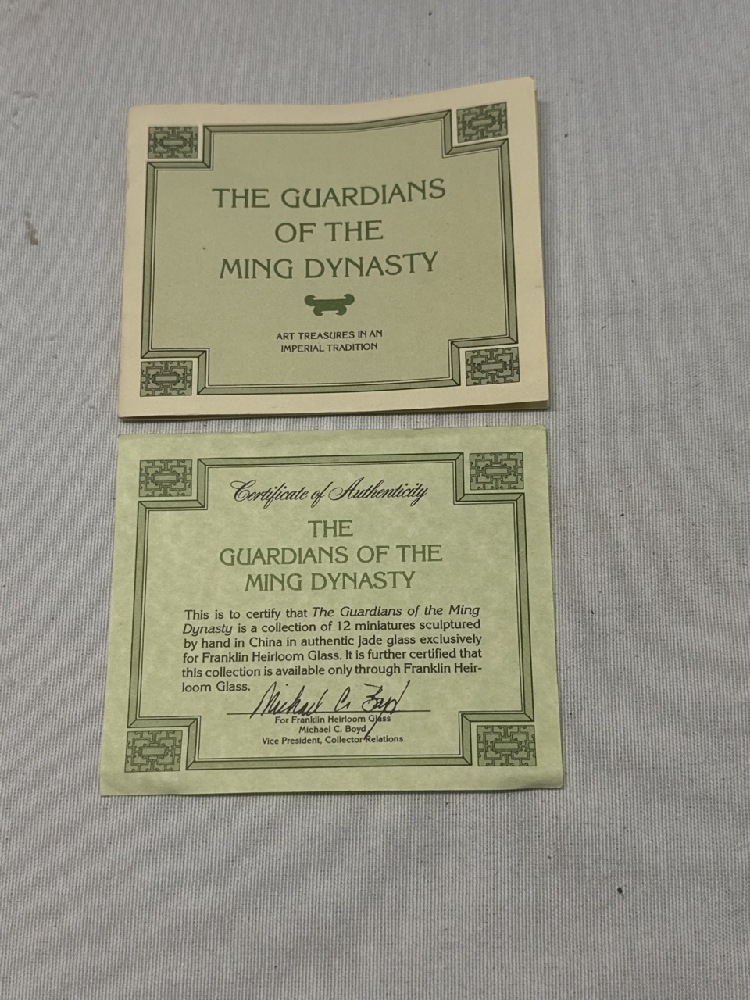 THE GUARDIANS
OF THE
MING DYNASTY
ART TREASURES IN AN
IMPERIAL TRADITION
Certificate of Authenticity
THE
GUARDIANS OF THE
MING DYNASTY
This is to certify that The Guardians of the Ming
Dynasty is a collection of 12 miniatures sculptured
by hand in China in authentic jade glass exclusively
for Franklin Heirloom Glass. It is further certified that
this collection is available only through Franklin Heir-
loom Glass.
Michael C. Boyd
For Franklin Heirloom Glass
Michael C. Boyd
Vice President, Collector Relations